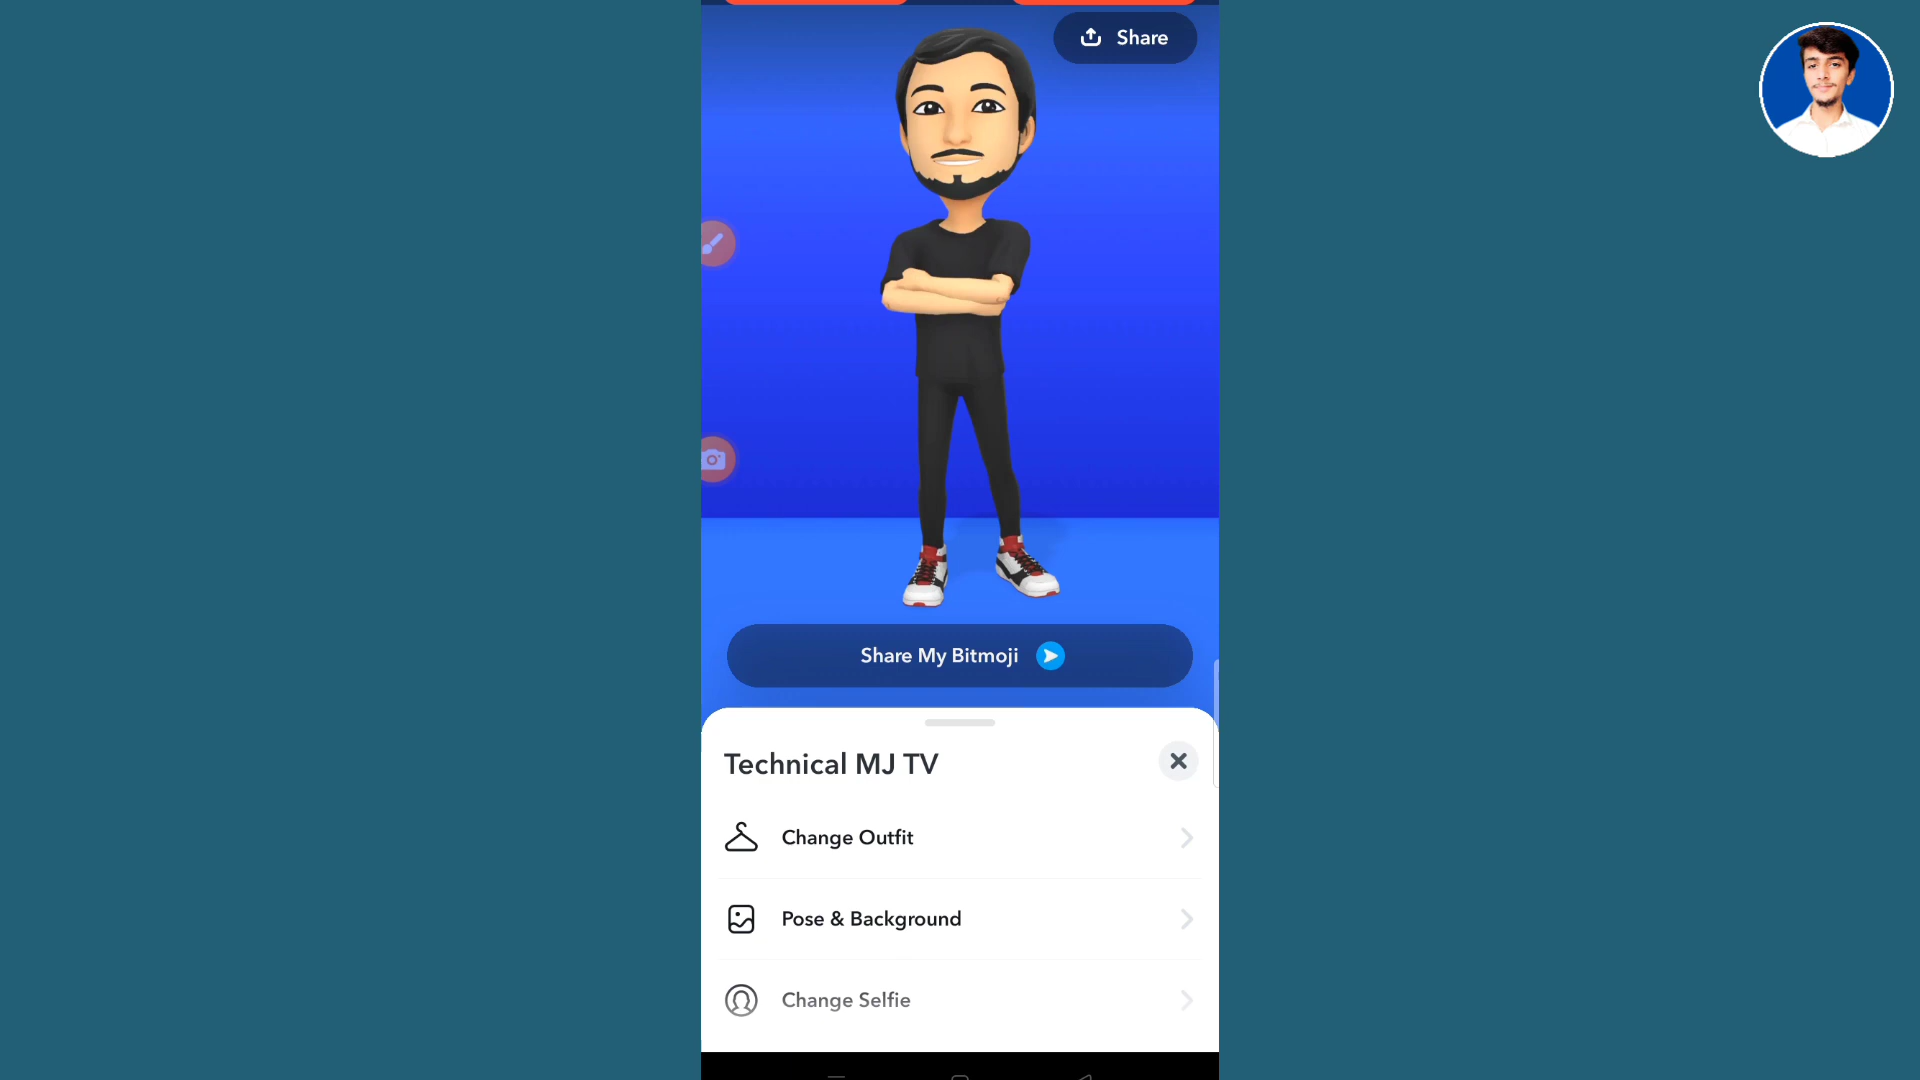 Share
Share My Bitmoji
Technical MJ TV
Change Outfit
Pose & Background
Change Selfie